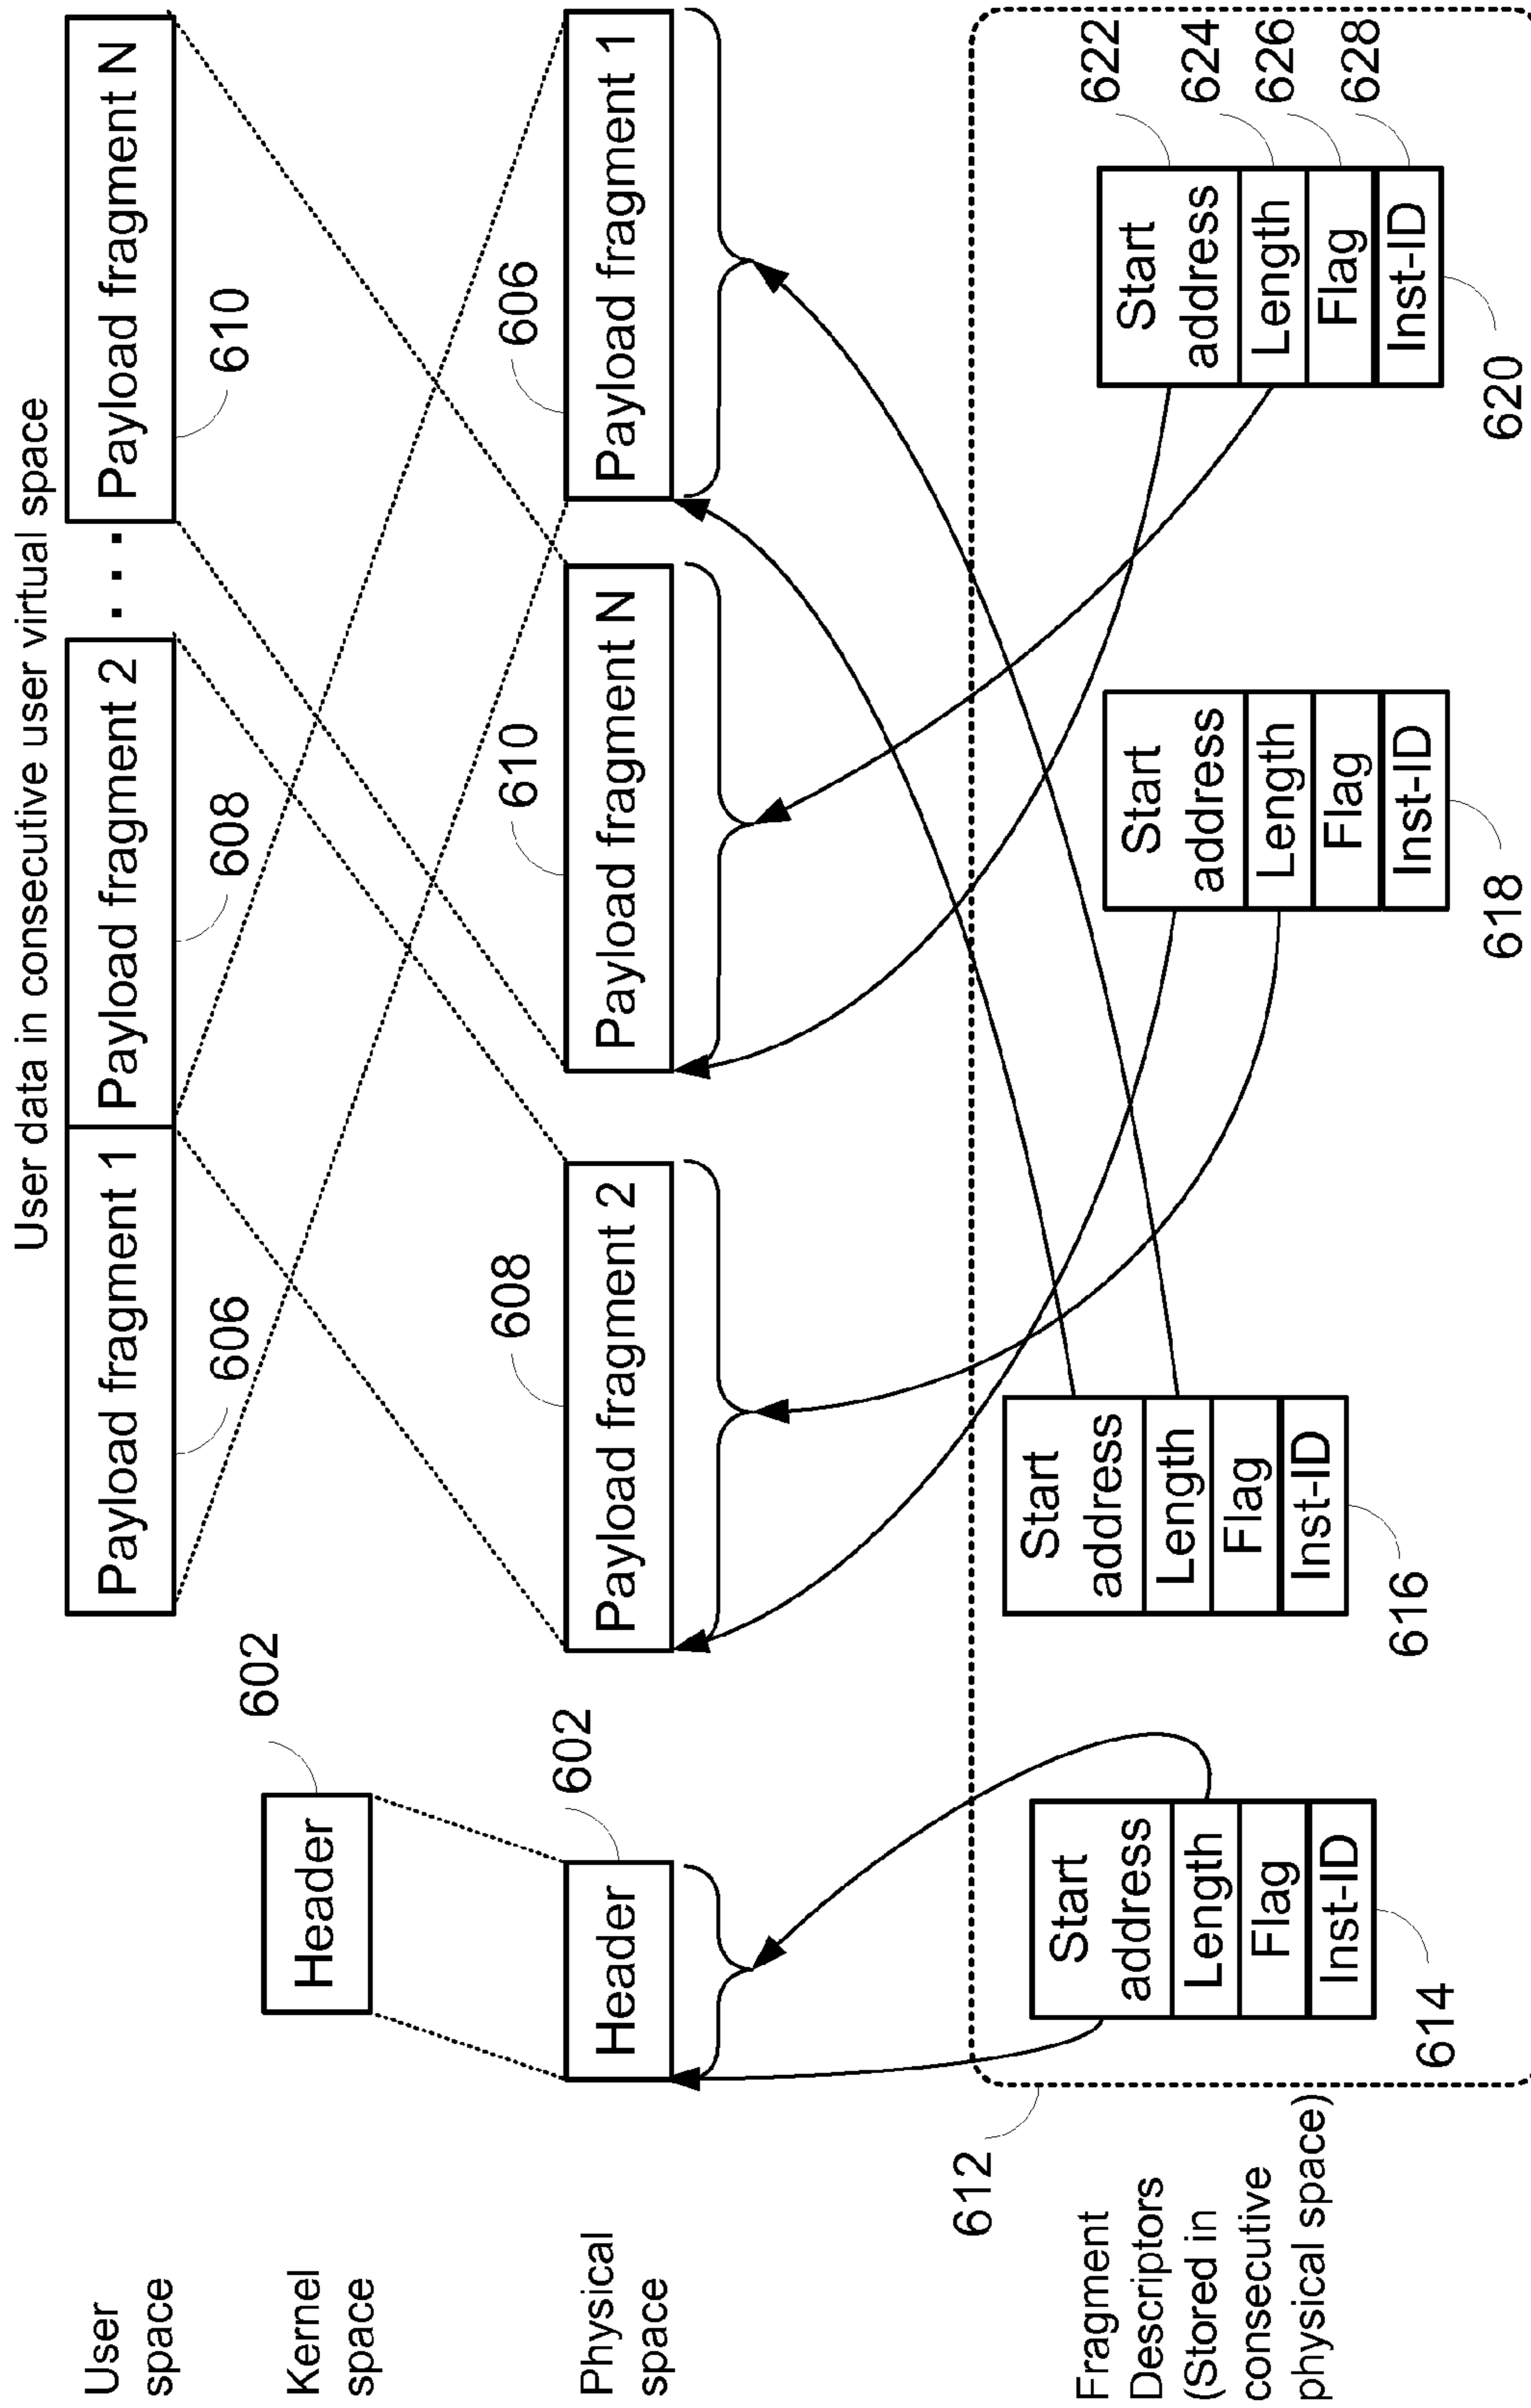 User data in consecutive user virtual space
User
space
Payload fragment 1
Payload fragment 2
. . .
Payload fragment N
606
608
610
Kernel
space
Header
602
Physical
space
Header
602
Payload fragment 2
608
Payload fragment N
610
Payload fragment 1
606
Fragment
Descriptors
(Stored in
consecutive
physical space)
612
Start
address
Length
Flag
Inst-ID
614
Start
address
Length
Flag
Inst-ID
616
Start
address
Length
Flag
Inst-ID
618
Start
address
Length
Flag
Inst-ID
620
622
624
626
628